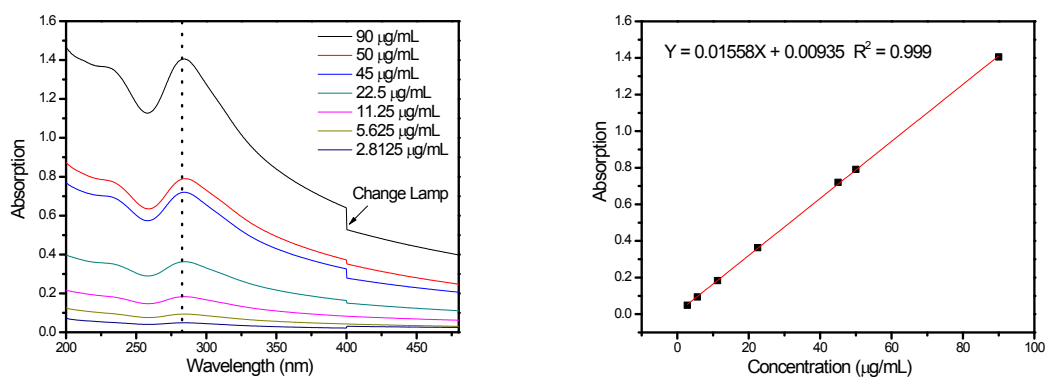 1.6
1.4
1.2
1.0
0.8
0.6
0.4
0.2
0.0
Absorption
90 µg/mL
50 µg/mL
45 µg/mL
22.5 µg/mL
11.25 µg/mL
5.625 µg/mL
2.8125 µg/mL
Change Lamp
200 250 300 350 400 450
Wavelength (nm)
1.6
1.4
1.2
1.0
0.8
0.6
0.4
0.2
0.0
Absorption
Y = 0.01558X + 0.00935 R² = 0.999
0 20 40 60 80 100
Concentration (µg/mL)